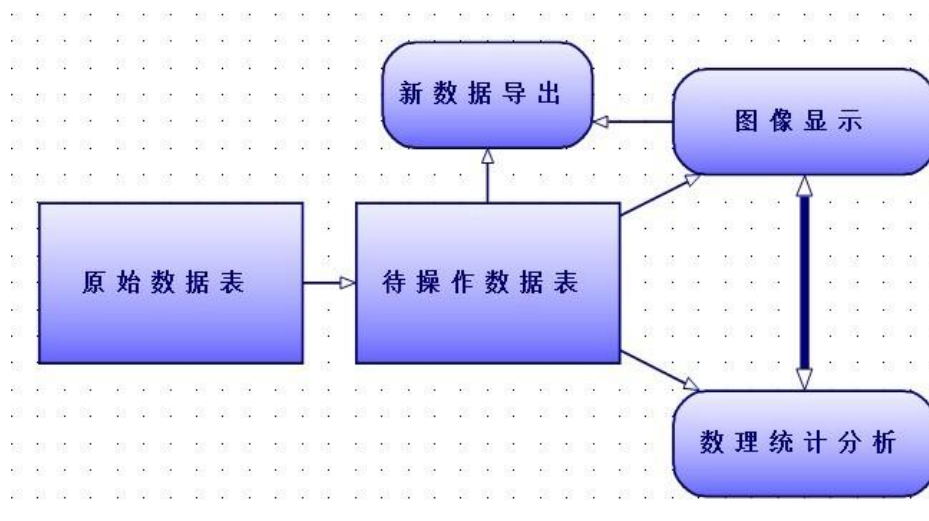 新数据导出
图像显示
原始数据表
待操作数据表
数理统计分析